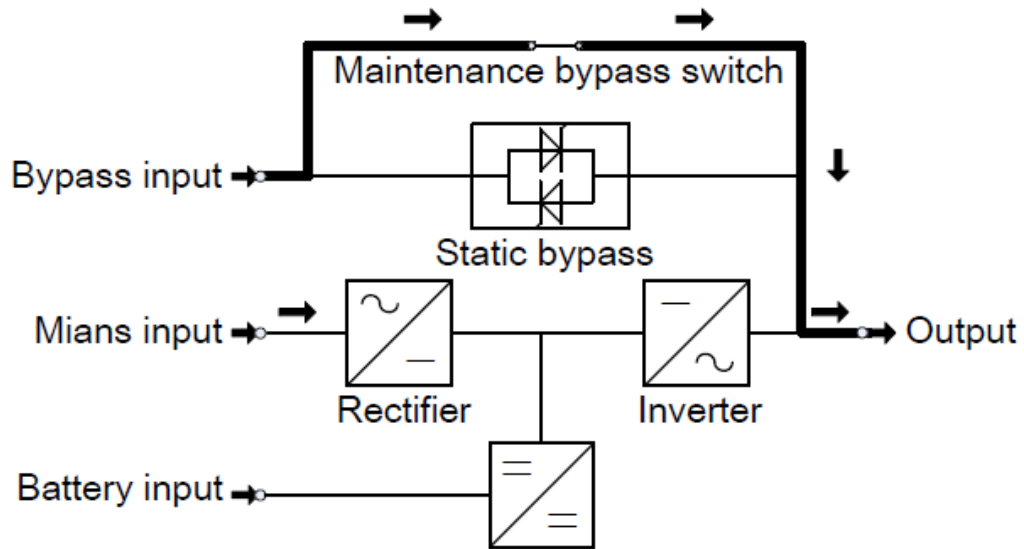 Maintenance bypass switch
Bypass input
Static bypass
Mians input
Output
Rectifier
Inverter
Battery input